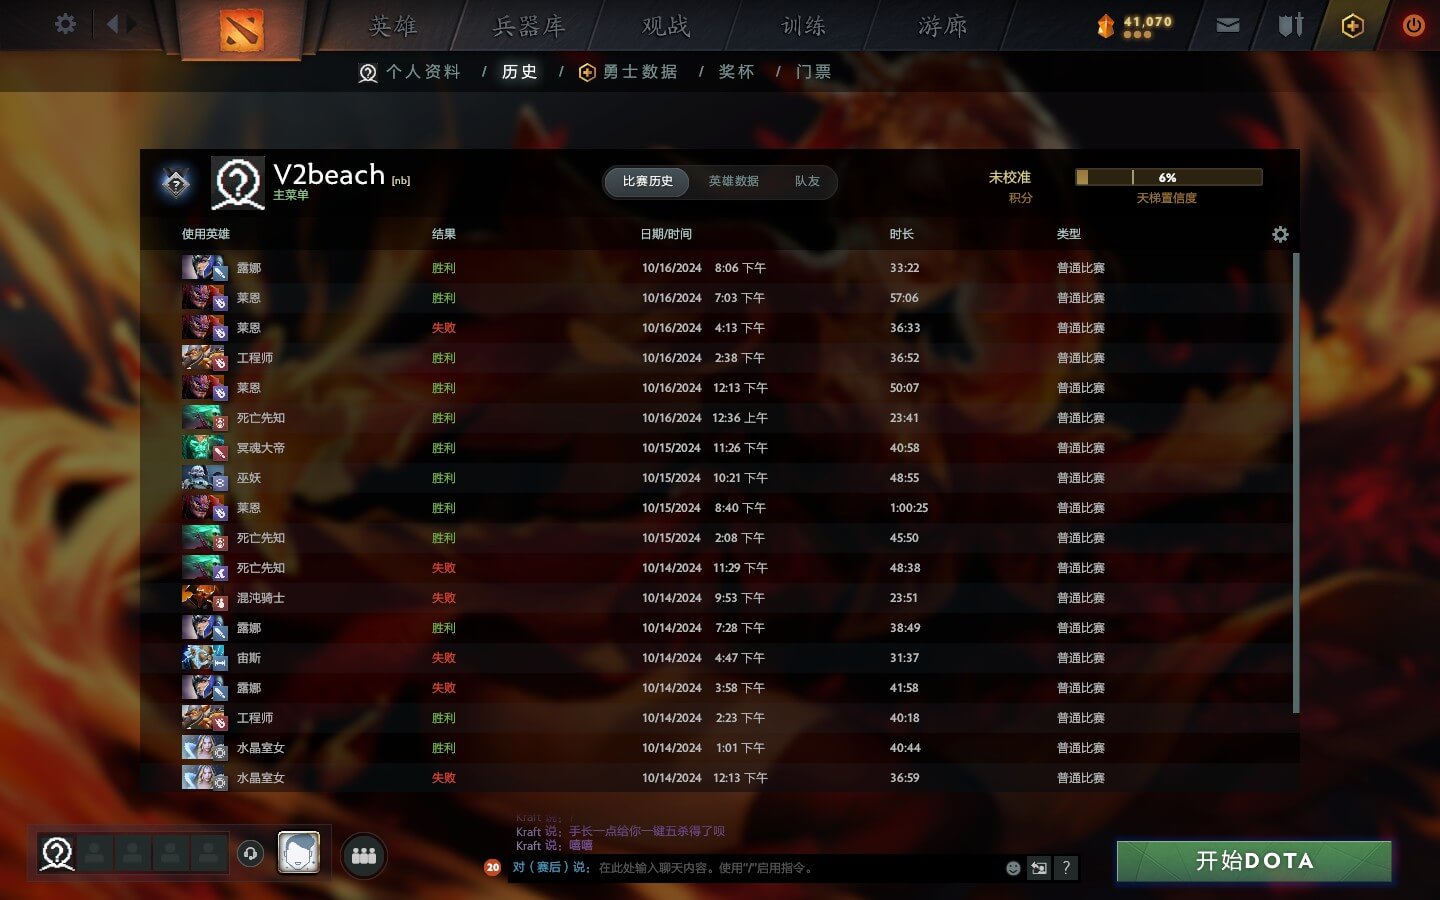 英雄 兵器库 观战 训练 游廊 41,070
个人资料 / 历史 / 勇士数据 / 奖杯 / 门票
V2beach [nb]
主菜单
比赛历史 英雄数据 队友
未校准
积分
6%
天梯置信度
使用英雄 结果 日期/时间 时长 类型
露娜 胜利 10/16/2024 8:06 下午 33:22 普通比赛
莱恩 胜利 10/16/2024 7:03 下午 57:06 普通比赛
莱恩 失败 10/16/2024 4:13 下午 36:33 普通比赛
工程师 胜利 10/16/2024 2:38 下午 36:52 普通比赛
莱恩 胜利 10/16/2024 12:13 下午 50:07 普通比赛
死亡先知 胜利 10/16/2024 12:36 上午 23:41 普通比赛
冥魂大帝 胜利 10/15/2024 11:26 下午 40:58 普通比赛
巫妖 胜利 10/15/2024 10:21 下午 48:55 普通比赛
莱恩 胜利 10/15/2024 8:40 下午 1:00:25 普通比赛
死亡先知 胜利 10/15/2024 2:08 下午 45:50 普通比赛
死亡先知 失败 10/14/2024 11:29 下午 48:38 普通比赛
混沌骑士 失败 10/14/2024 9:53 下午 23:51 普通比赛
露娜 胜利 10/14/2024 7:28 下午 38:49 普通比赛
宙斯 失败 10/14/2024 4:47 下午 31:37 普通比赛
露娜 失败 10/14/2024 3:58 下午 41:58 普通比赛
工程师 胜利 10/14/2024 2:23 下午 40:18 普通比赛
水晶室女 胜利 10/14/2024 1:01 下午 40:44 普通比赛
水晶室女 失败 10/14/2024 12:13 下午 36:59 普通比赛
Kraft 说: ?
Kraft 说: 手长一点给你一键五杀得了呗
Kraft 说: 嘻嘻
20 对（赛后）说: 在此处输入聊天内容。使用“/”启用指令。 ?
开始DOTA